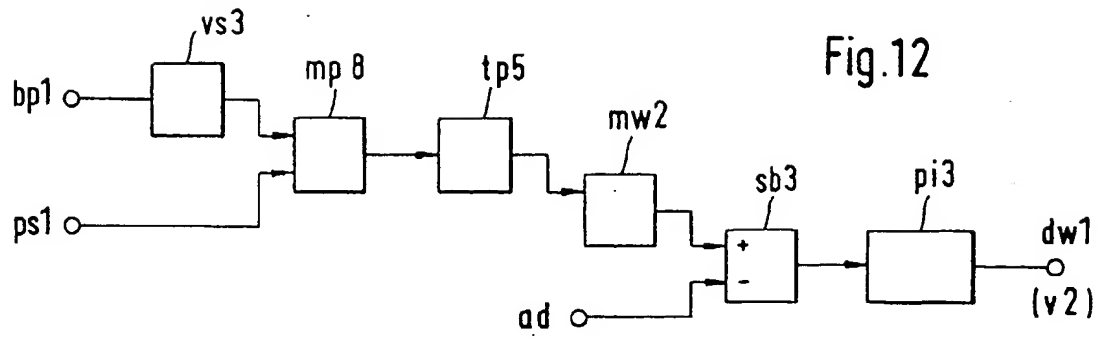 vs3
Fig.12
mp 8
tp5
bp1
mw2
sb3
pi3
ps1
dw1
+
-
ad
(v2)